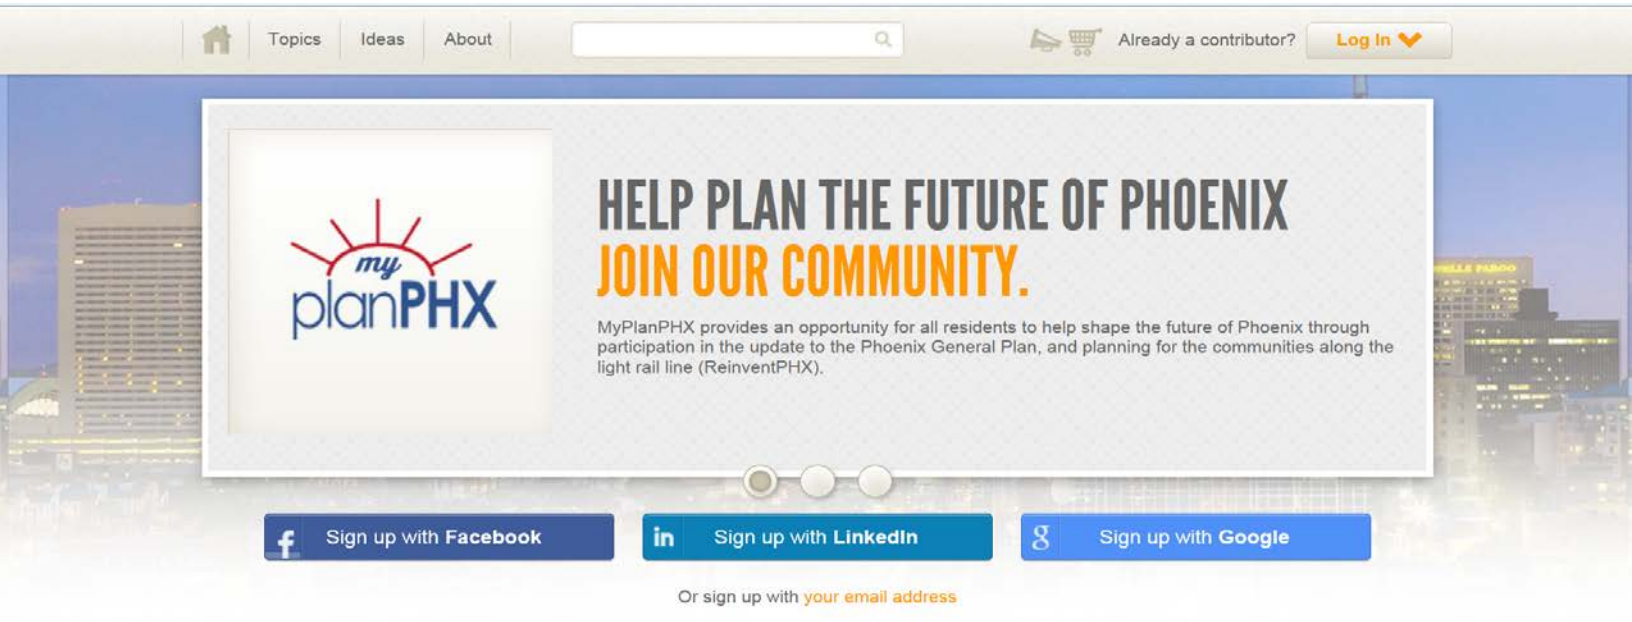 Topics
Ideas
About
Already a contributor?
Log In
my
planPHX
HELP PLAN THE FUTURE OF PHOENIX
JOIN OUR COMMUNITY.
MyPlanPHX provides an opportunity for all residents to help shape the future of Phoenix through
participation in the update to the Phoenix General Plan, and planning for the communities along the
light rail line (ReinventPHX).
WELLS FARGO
f
Sign up with Facebook
in
Sign up with LinkedIn
g
Sign up with Google
Or sign up with your email address